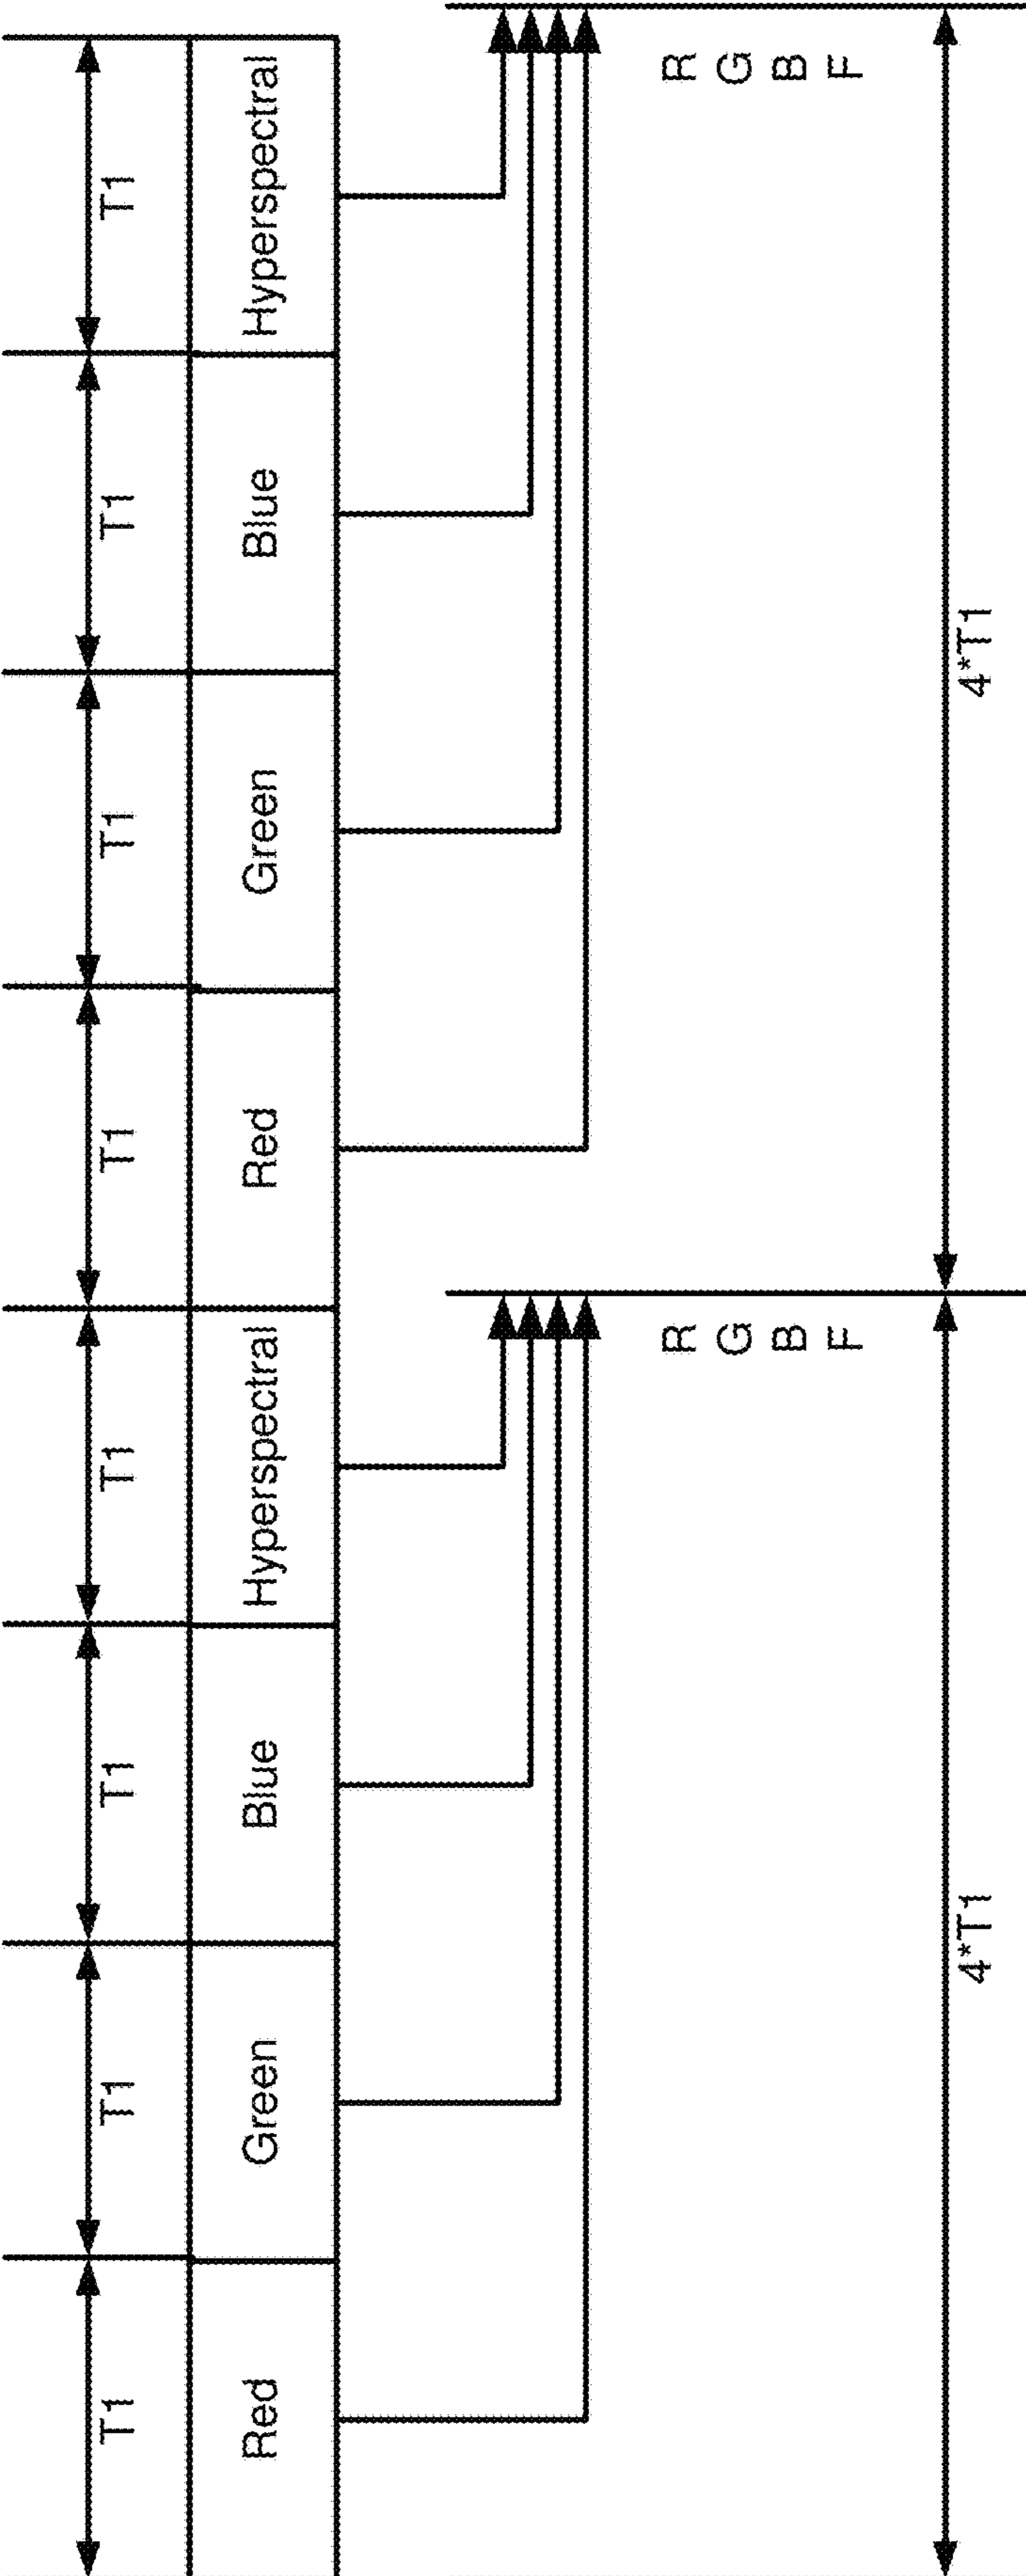 T1 T1 T1 T1 T1 T1 T1 T1
Red Green Blue Hyperspectral Red Green Blue Hyperspectral
R R
G G
B B
F F
4*T1 4*T1